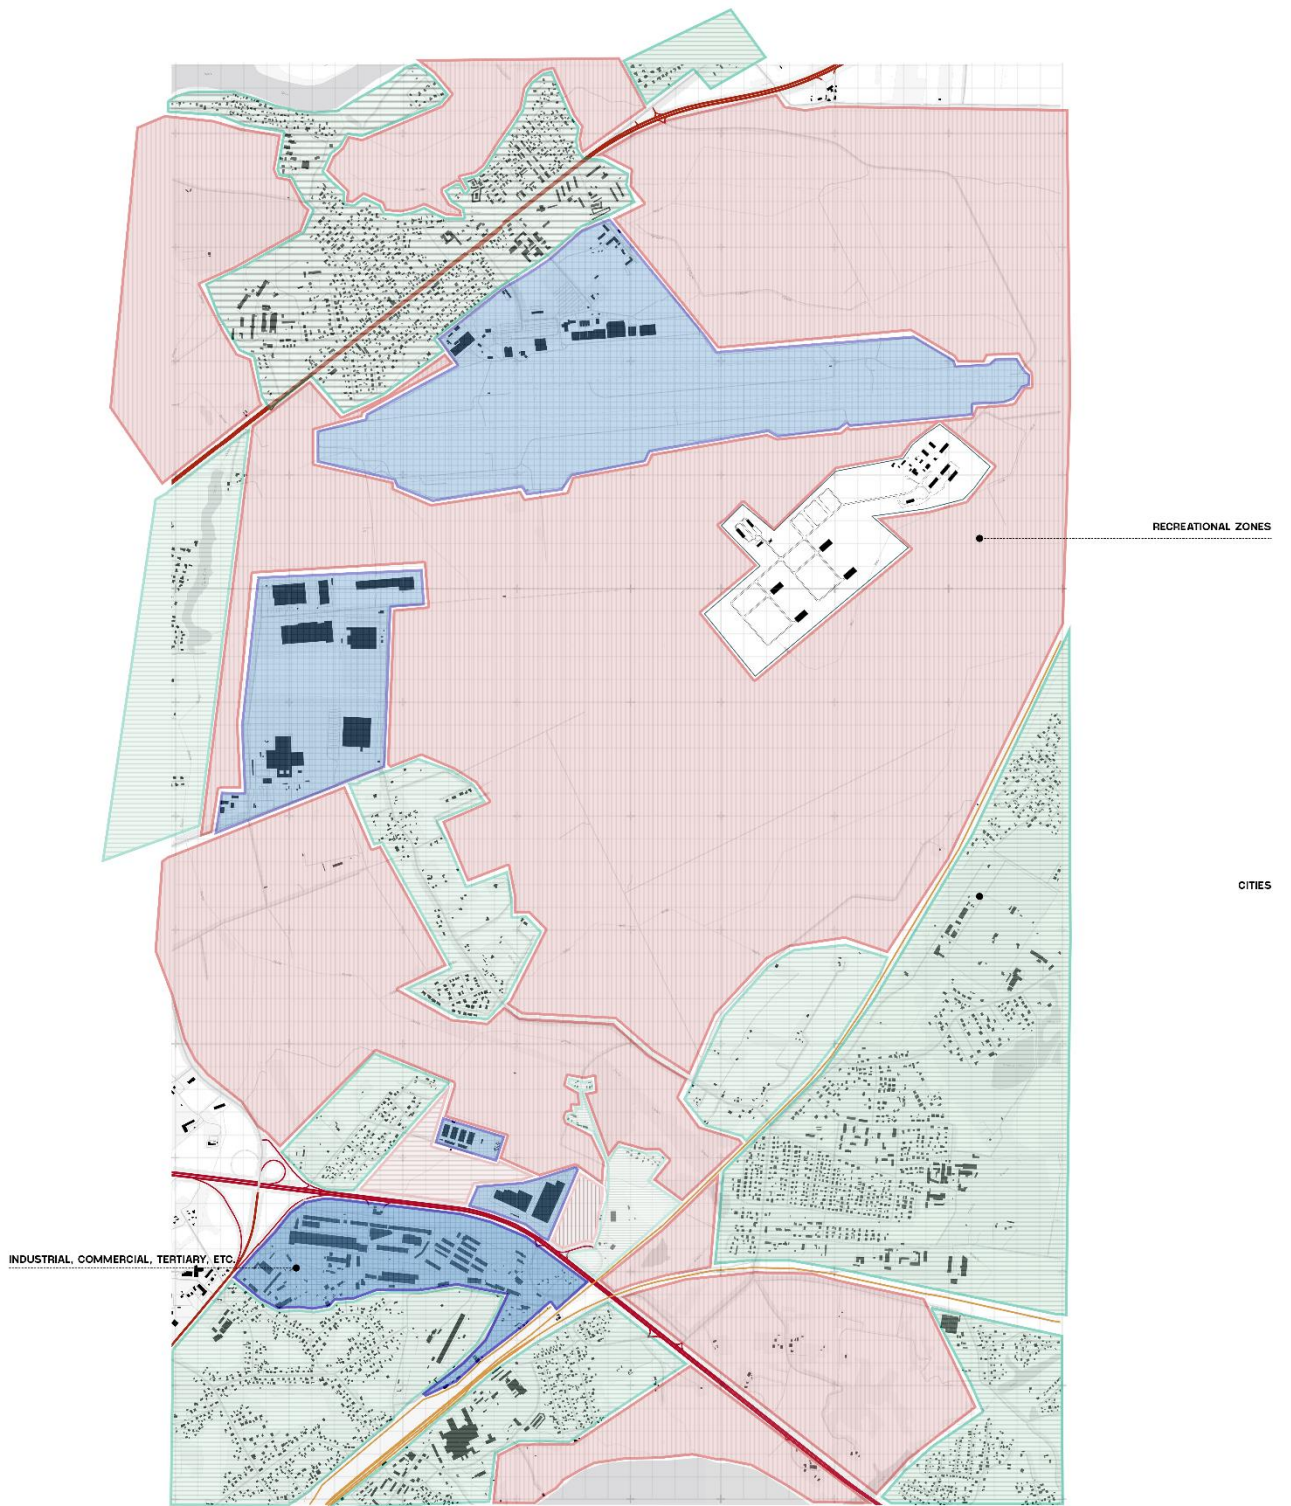 RECREATIONAL ZONES
CITIES
INDUSTRIAL, COMMERCIAL, TERTIARY, ETC.